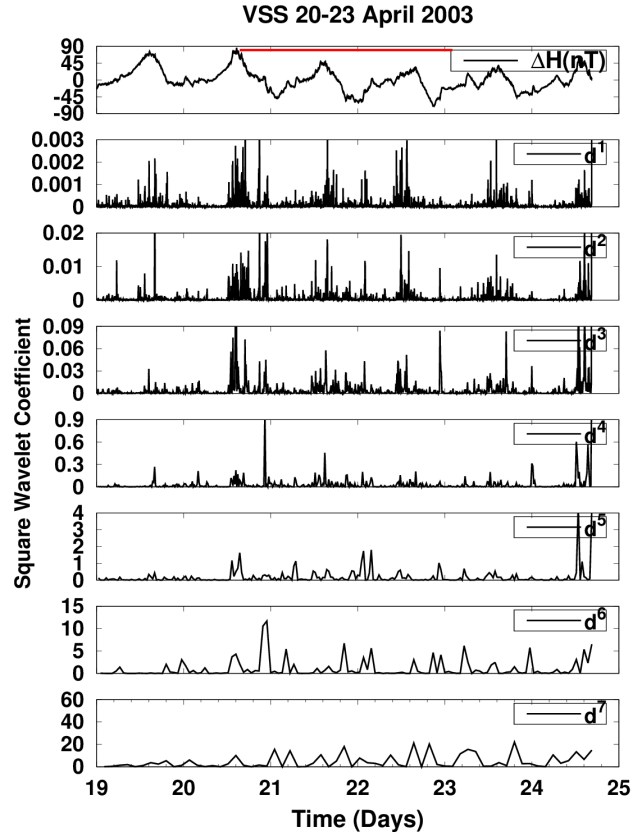 VSS 20-23 April 2003
90
45
0
-45
-90
ΔH(nT)
0.003
0.002
0.001
0
d1
0.02
0.01
0
d2
0.09
0.06
0.03
0
d3
0.9
0.6
0.3
0
d4
4
3
2
1
0
d5
15
10
5
0
d6
60
40
20
0
d7
19 20 21 22 23 24 25
Time (Days)
Square Wavelet Coefficient